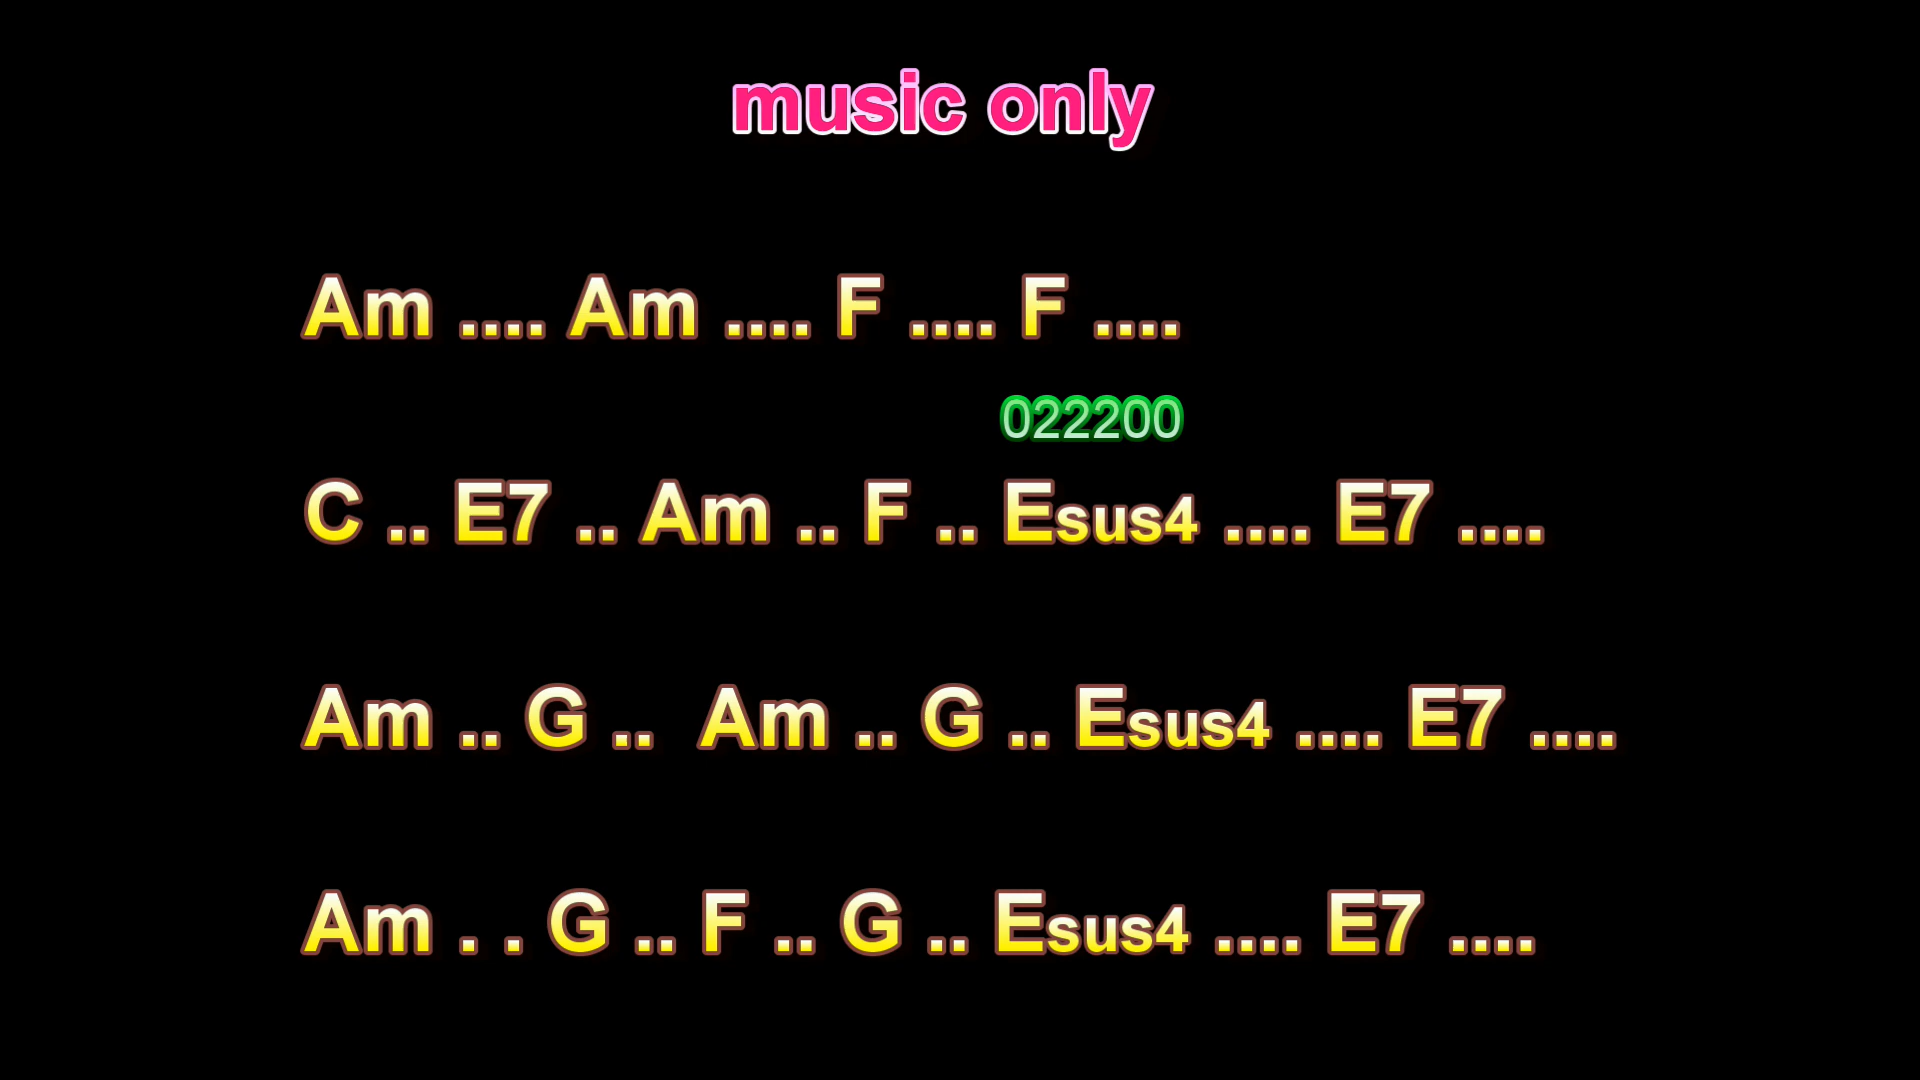 music only
Am .... Am .... F .... F ....
022200
C .. E7 .. Am .. F .. Esus4 .... E7 ....
Am .. G ..  Am .. G .. Esus4 .... E7 ....
Am . . G .. F .. G .. Esus4 .... E7 ....